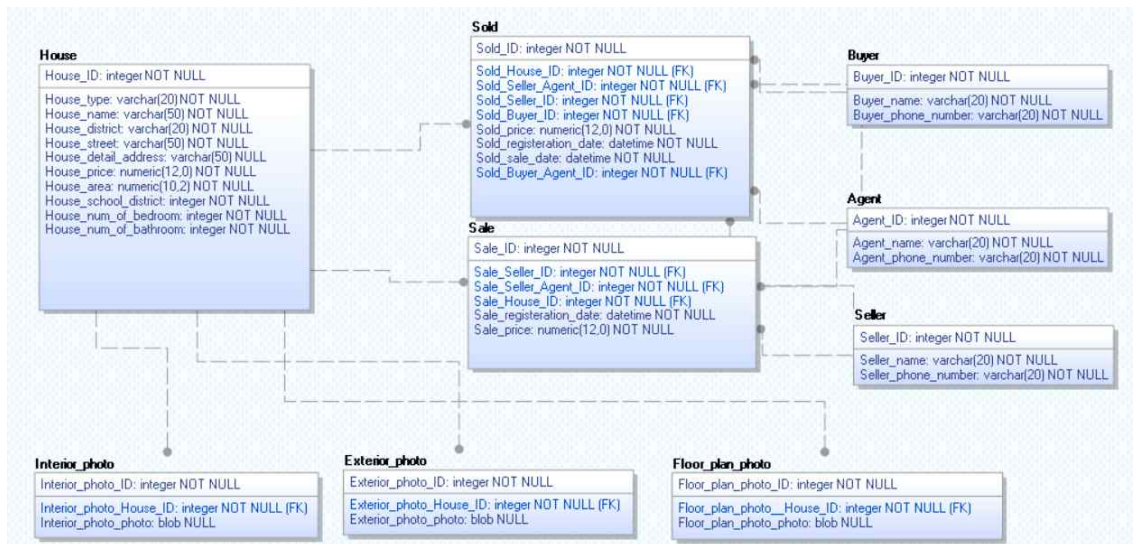 House
House_ID: integer NOT NULL
House_type: varchar(20) NOT NULL
House_name: varchar(50) NOT NULL
House_district: varchar(20) NOT NULL
House_street: varchar(50) NOT NULL
House_detail_address: varchar(50) NULL
House_price: numeric(12,0) NOT NULL
House_area: numeric(10,2) NOT NULL
House_school_district: integer NOT NULL
House_num_of_bedroom: integer NOT NULL
House_num_of_bathroom: integer NOT NULL
Sold
Sold_ID: integer NOT NULL
Sold_House_ID: integer NOT NULL (FK)
Sold_Seller_Agent_ID: integer NOT NULL (FK)
Sold_Seller_ID: integer NOT NULL (FK)
Sold_Buyer_ID: integer NOT NULL (FK)
Sold_price: numeric(12,0) NOT NULL
Sold_registeration_date: datetime NOT NULL
Sold_sale_date: datetime NOT NULL
Sold_Buyer_Agent_ID: integer NOT NULL (FK)
Buyer
Buyer_ID: integer NOT NULL
Buyer_name: varchar(20) NOT NULL
Buyer_phone_number: varchar(20) NOT NULL
Sale
Sale_ID: integer NOT NULL
Sale_Seller_ID: integer NOT NULL (FK)
Sale_Seller_Agent_ID: integer NOT NULL (FK)
Sale_House_ID: integer NOT NULL (FK)
Sale_registeration_date: datetime NOT NULL
Sale_price: numeric(12,0) NOT NULL
Agent
Agent_ID: integer NOT NULL
Agent_name: varchar(20) NOT NULL
Agent_phone_number: varchar(20) NOT NULL
Seller
Seller_ID: integer NOT NULL
Seller_name: varchar(20) NOT NULL
Seller_phone_number: varchar(20) NOT NULL
Interior_photo
Interior_photo_ID: integer NOT NULL
Interior_photo_House_ID: integer NOT NULL (FK)
Interior_photo_photo: blob NULL
Exterior_photo
Exterior_photo_ID: integer NOT NULL
Exterior_photo_House_ID: integer NOT NULL (FK)
Exterior_photo_photo: blob NULL
Floor_plan_photo
Floor_plan_photo_ID: integer NOT NULL
Floor_plan_photo__House_ID: integer NOT NULL (FK)
Floor_plan_photo_photo: blob NULL